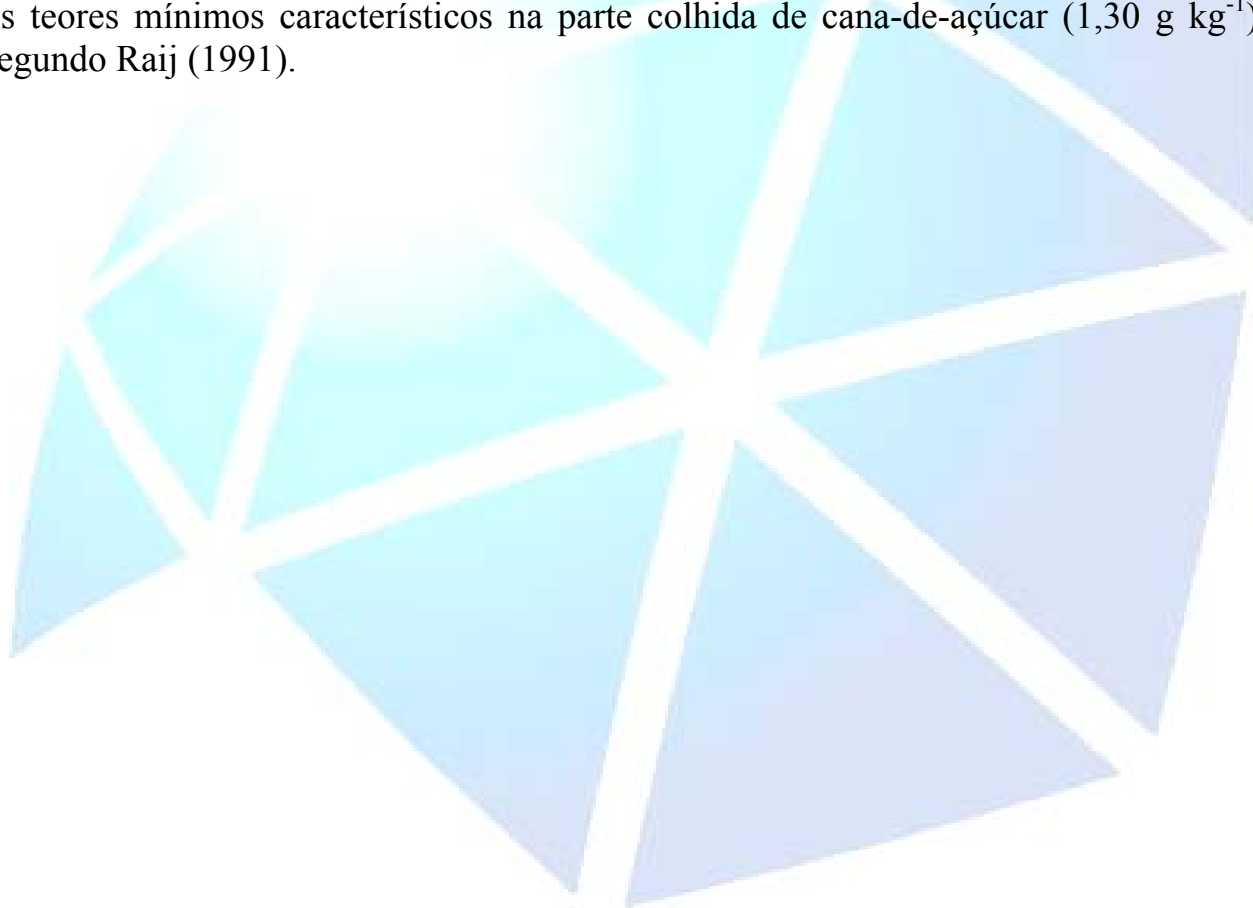 s teores mínimos característicos na parte colhida de cana-de-açúcar (1,30 g kg⁻¹)
egundo Raij (1991).